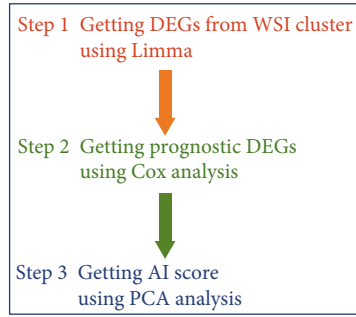 Step 1 Getting DEGs from WSI cluster
using Limma
Step 2 Getting prognostic DEGs
using Cox analysis
Step 3 Getting AI score
using PCA analysis